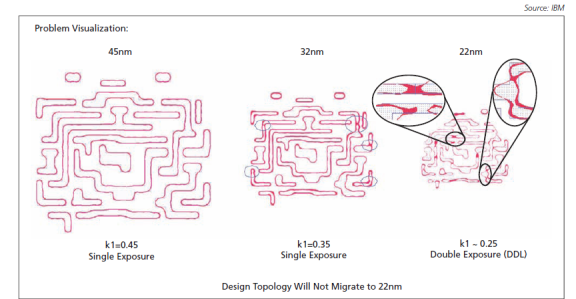 Source: IBM
Problem Visualization:
45nm
32nm
22nm
k1=0.45
Single Exposure
k1=0.35
Single Exposure
k1 ~ 0.25
Double Exposure (DDL)
Design Topology Will Not Migrate to 22nm